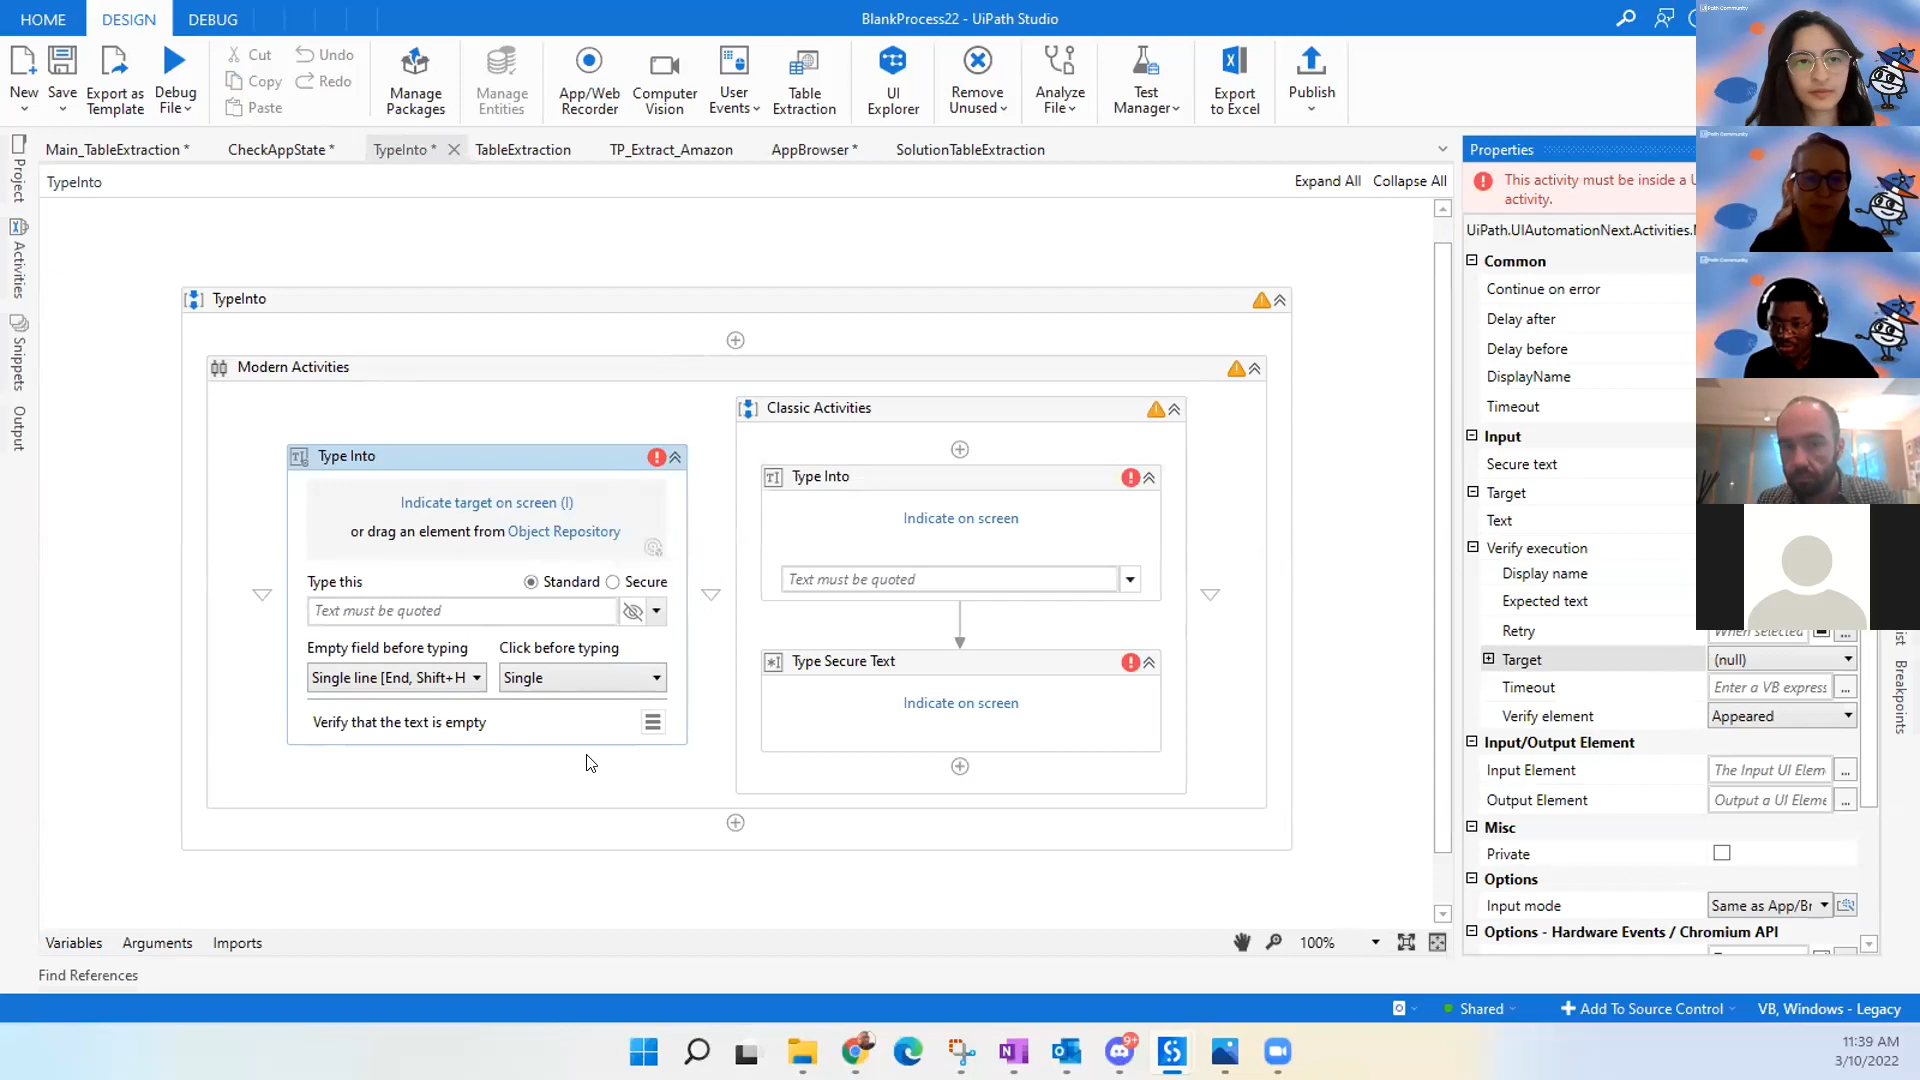 HOME
DESIGN
DEBUG
BlankProcess22 - UiPath Studio
New
Save
Export as Template
Debug File
Cut
Copy
Paste
Undo
Redo
Manage Packages
Manage Entities
App/Web Recorder
Computer Vision
User Events
Table Extraction
UI Explorer
Remove Unused
Analyze File
Test Manager
Export to Excel
Publish
Main_TableExtraction *
CheckAppState *
TypeInto *
TableExtraction
TP_Extract_Amazon
AppBrowser *
SolutionTableExtraction
TypeInto
Expand All
Collapse All
Project
Activities
Snippets
Output
TypeInto
Modern Activities
Type Into
Indicate target on screen (I)
or drag an element from Object Repository
Type this
Standard
Secure
Text must be quoted
Empty field before typing
Click before typing
Single line [End, Shift+H
Single
Verify that the text is empty
Classic Activities
Type Into
Indicate on screen
Text must be quoted
Type Secure Text
Indicate on screen
Properties
This activity must be inside a U
activity.
UiPath.UIAutomationNext.Activities.
Common
Continue on error
Delay after
Delay before
DisplayName
Timeout
Input
Secure text
Target
Text
Verify execution
Display name
Expected text
Retry
When selected
...
Target
(null)
Timeout
Enter a VB express
...
Verify element
Appeared
Input/Output Element
Input Element
The Input UI Elem
...
Output Element
Output a UI Eleme
...
Misc
Private
Options
Input mode
Same as App/Br
Options - Hardware Events / Chromium API
Breakpoints
Variables
Arguments
Imports
100%
Find References
Shared
Add To Source Control
VB, Windows - Legacy
9+
11:39 AM
3/10/2022